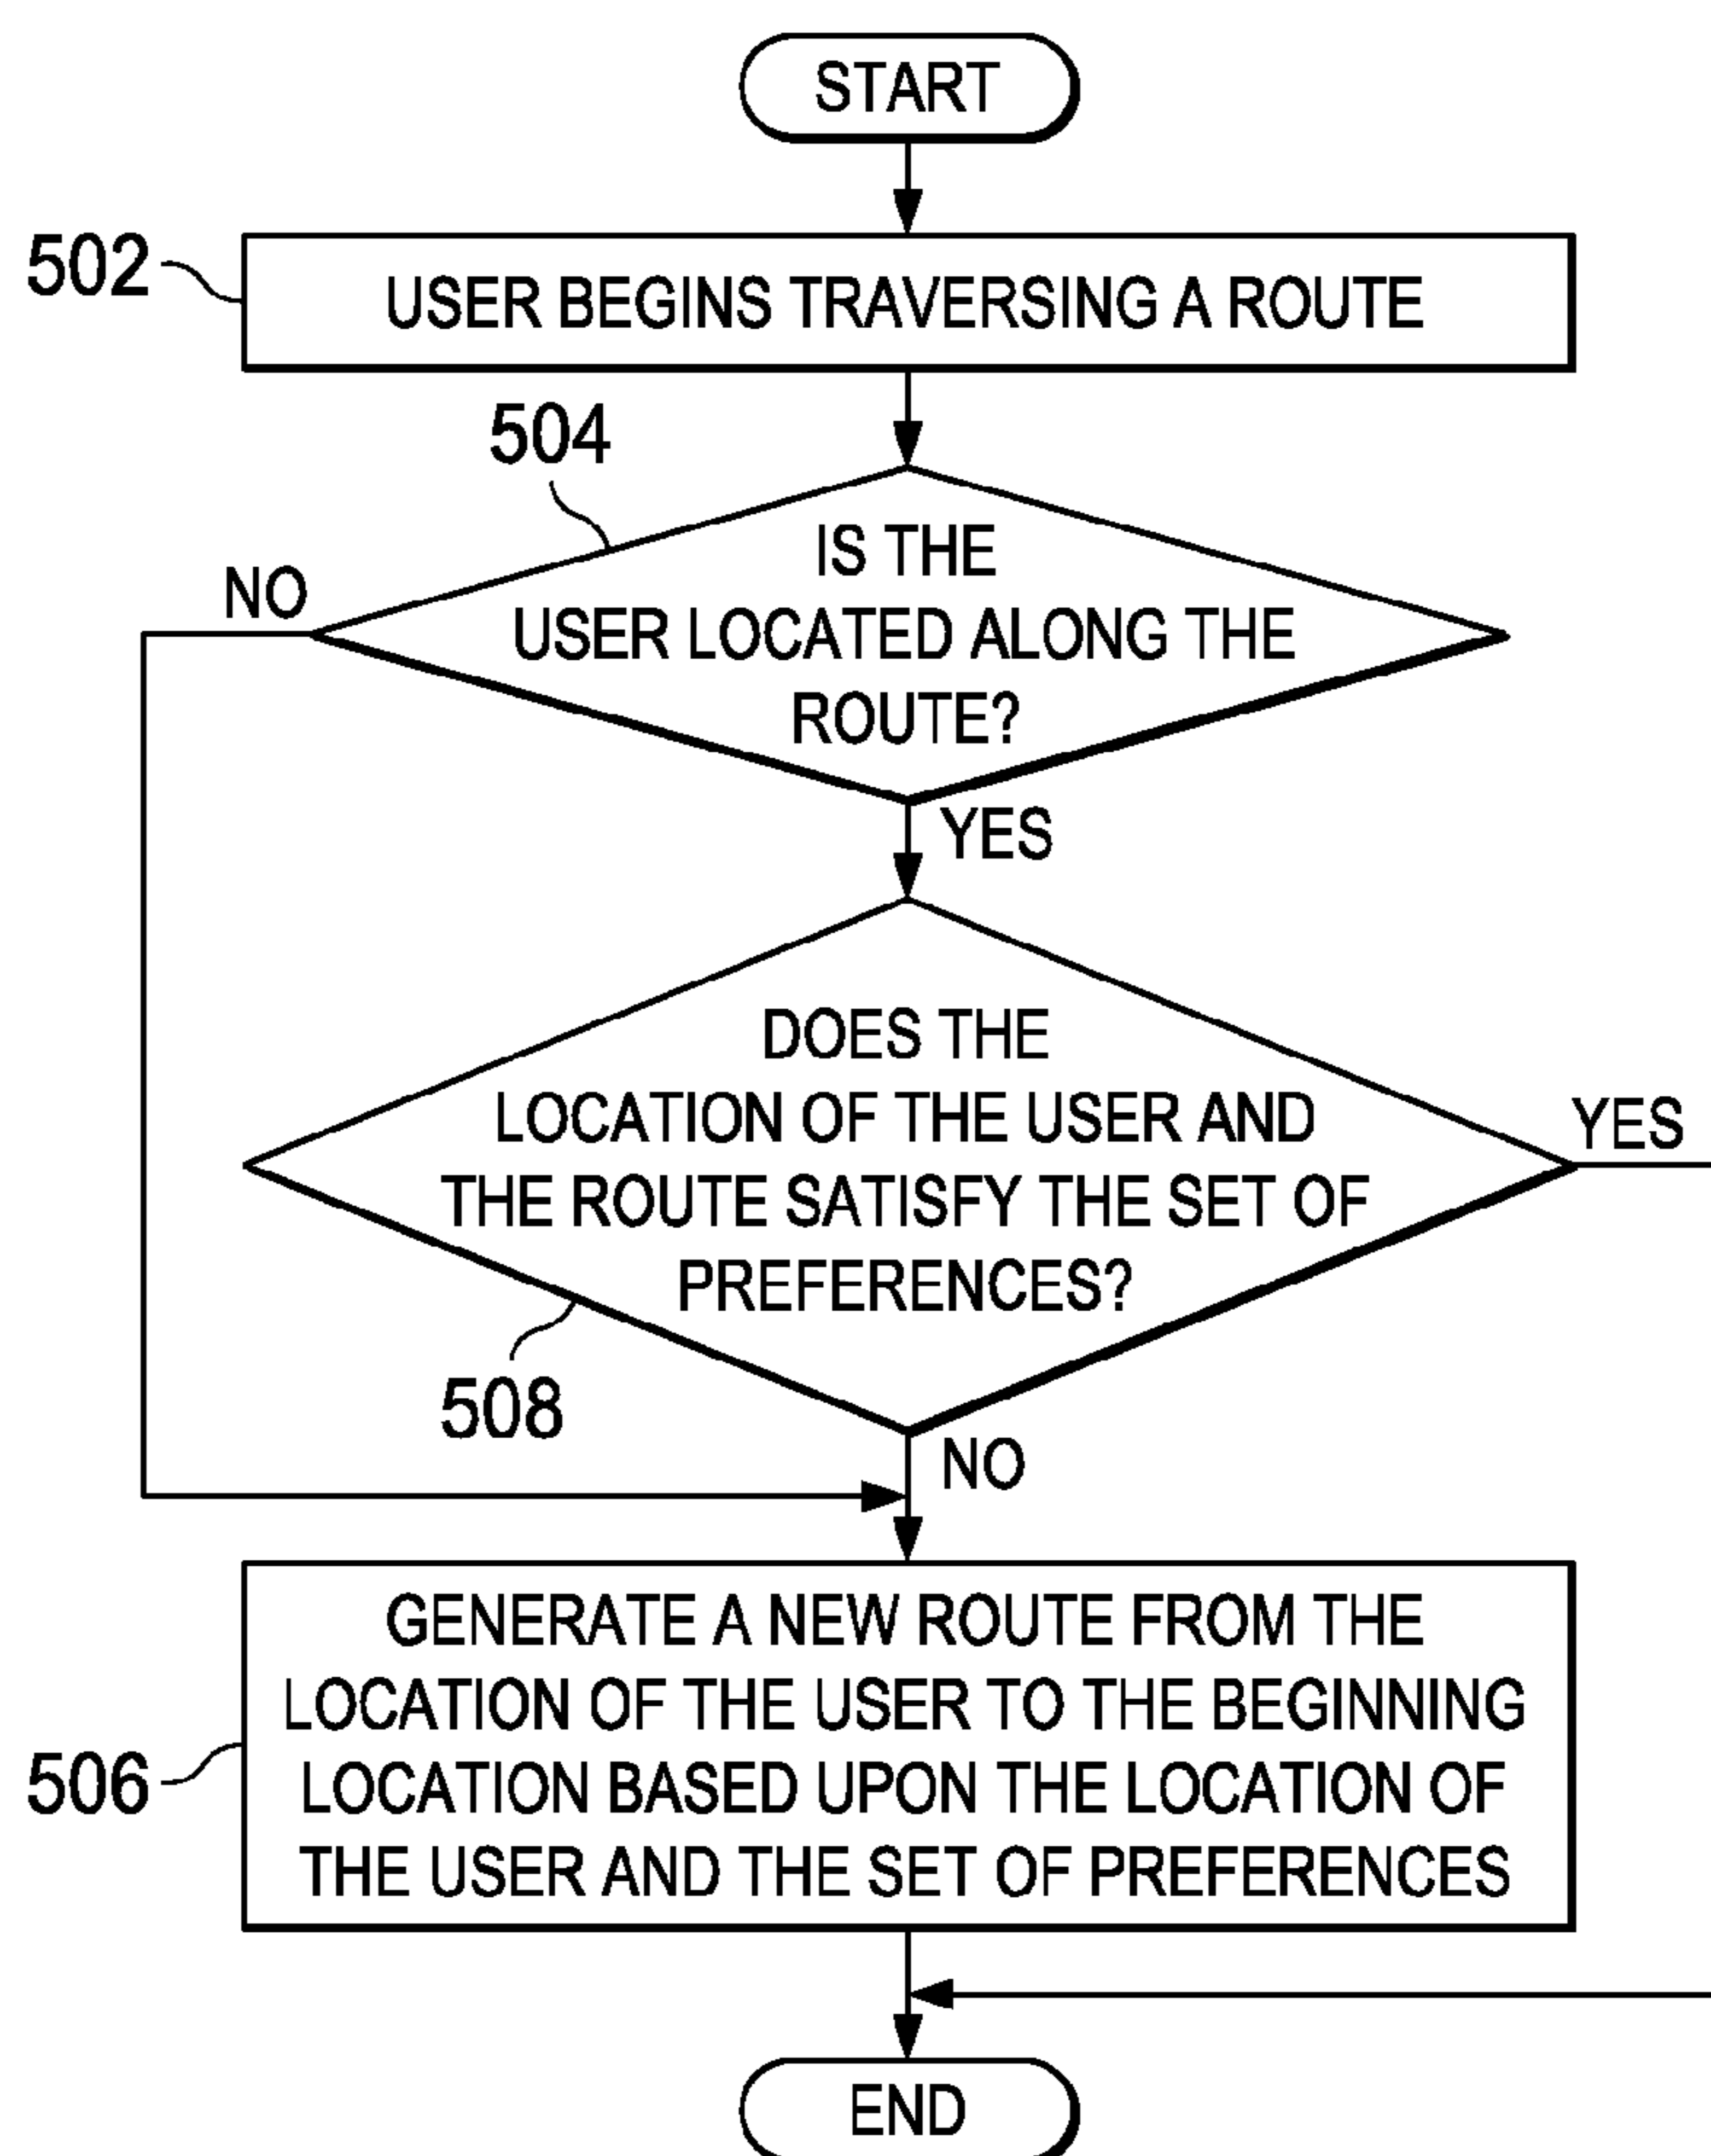 START
502
USER BEGINS TRAVERSING A ROUTE
504
NO
IS THE
USER LOCATED ALONG THE
ROUTE?
YES
DOES THE
LOCATION OF THE USER AND
THE ROUTE SATISFY THE SET OF
PREFERENCES?
YES
508
NO
GENERATE A NEW ROUTE FROM THE
LOCATION OF THE USER TO THE BEGINNING
LOCATION BASED UPON THE LOCATION OF
THE USER AND THE SET OF PREFERENCES
506
END